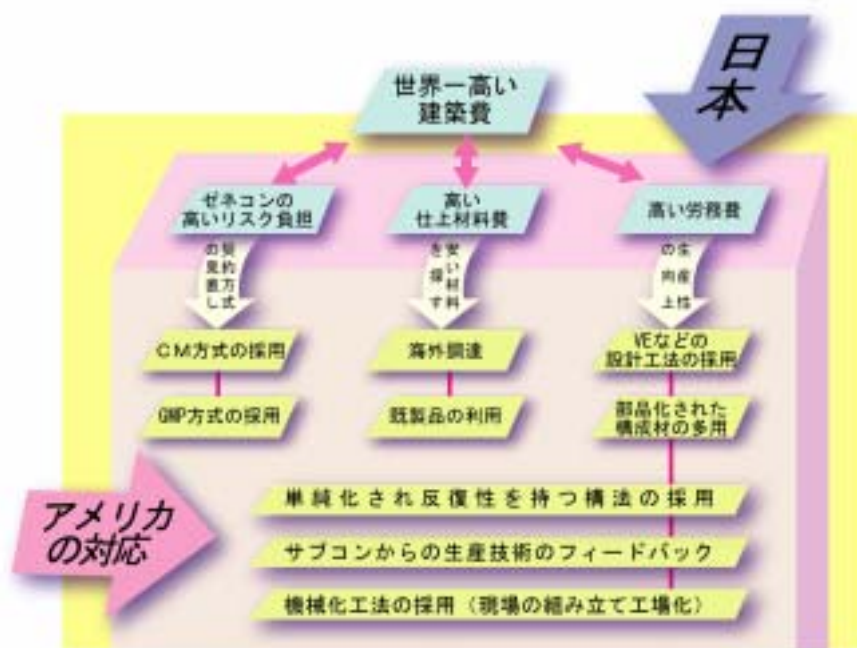 日
本
世界一高い
建築費
ゼネコンの
高いリスク負担
高い
仕上材料費
高い労務費
契約方式
の見直し
安い材料
を探す
生産性
の向上
CM方式の採用
海外調達
VEなどの
設計工法の採用
GMP方式の採用
既製品の利用
部品化された
構成材の多用
アメリカ
の対応
単純化され反復性を持つ構法の採用
サブコンからの生産技術のフィードバック
機械化工法の採用(現場の組み立て工場化)